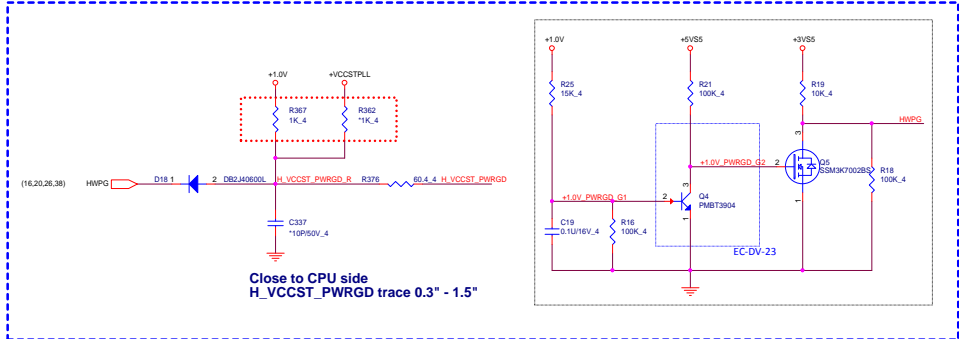 +1.0V
+VCCSTPLL
R367
1K_4
R362
*1K_4
(16,20,26,38)
HWPG
D18
1
2
DB2J40600L
H_VCCST_PWRGD_R
R376
60.4_4
H_VCCST_PWRGD
C337
*10P/50V_4
Close to CPU side
H_VCCST_PWRGD trace 0.3" - 1.5"
+1.0V
+5VS5
+3VS5
R25
15K_4
R21
100K_4
R19
10K_4
HWPG
3
+1.0V_PWRGD_G2
2
Q5
SSM3K7002BS
R18
100K_4
1
+1.0V_PWRGD_G1
2
3
Q4
PMBT3904
1
C19
0.1U/16V_4
R16
100K_4
EC-DV-23